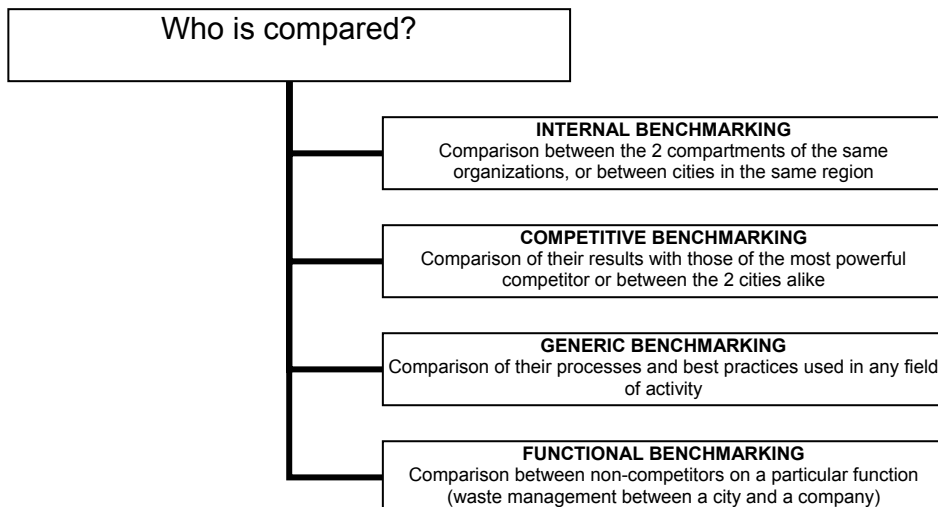 Who is compared?
INTERNAL BENCHMARKING
Comparison between the 2 compartments of the same
organizations, or between cities in the same region
COMPETITIVE BENCHMARKING
Comparison of their results with those of the most powerful
competitor or between the 2 cities alike
GENERIC BENCHMARKING
Comparison of their processes and best practices used in any field
of activity
FUNCTIONAL BENCHMARKING
Comparison between non-competitors on a particular function
(waste management between a city and a company)